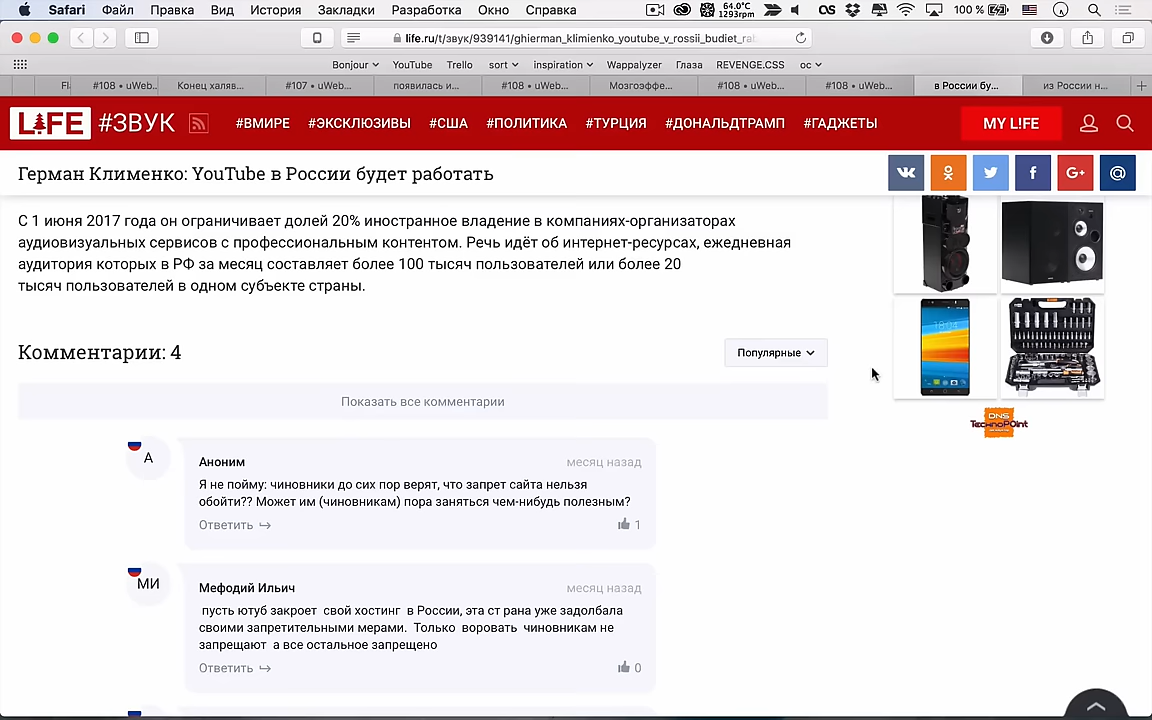 Safari Файл Правка Вид История Закладки Разработка Окно Справка 64.0°C 1293rpm 100 %
life.ru/t/звук/939141/ghierman_klimienko_youtube_v_rossii_budiet_ra
Bonjour YouTube Trello sort inspiration Wappalyzer Глаза REVENGE.CSS ос
Fl #108 • uWeb... Конец халяв... #107 • uWeb... появилась и... #108 • uWeb... Мозгоэффе... #108 • uWeb... #108 • uWeb... в России бу... из России н...
L!FE #ЗВУК #ВМИРЕ #ЭКСКЛЮЗИВЫ #США #ПОЛИТИКА #ТУРЦИЯ #ДОНАЛЬДТРАМП #ГАДЖЕТЫ MY L!FE
Герман Клименко: YouTube в России будет работать
С 1 июня 2017 года он ограничивает долей 20% иностранное владение в компаниях-организаторах
аудиовизуальных сервисов с профессиональным контентом. Речь идёт об интернет-ресурсах, ежедневная
аудитория которых в РФ за месяц составляет более 100 тысяч пользователей или более 20
тысяч пользователей в одном субъекте страны.
Комментарии: 4
Популярные
DNS
TechnoPOint
Показать все комментарии
А
Аноним месяц назад
Я не пойму: чиновники до сих пор верят, что запрет сайта нельзя
обойти?? Может им (чиновникам) пора заняться чем-нибудь полезным?
Ответить 1
МИ
Мефодий Ильич месяц назад
пусть ютуб закроет свой хостинг в России, эта ст рана уже задолбала
своими запретительными мерами. Только воровать чиновникам не
запрещают а все остальное запрещено
Ответить 0